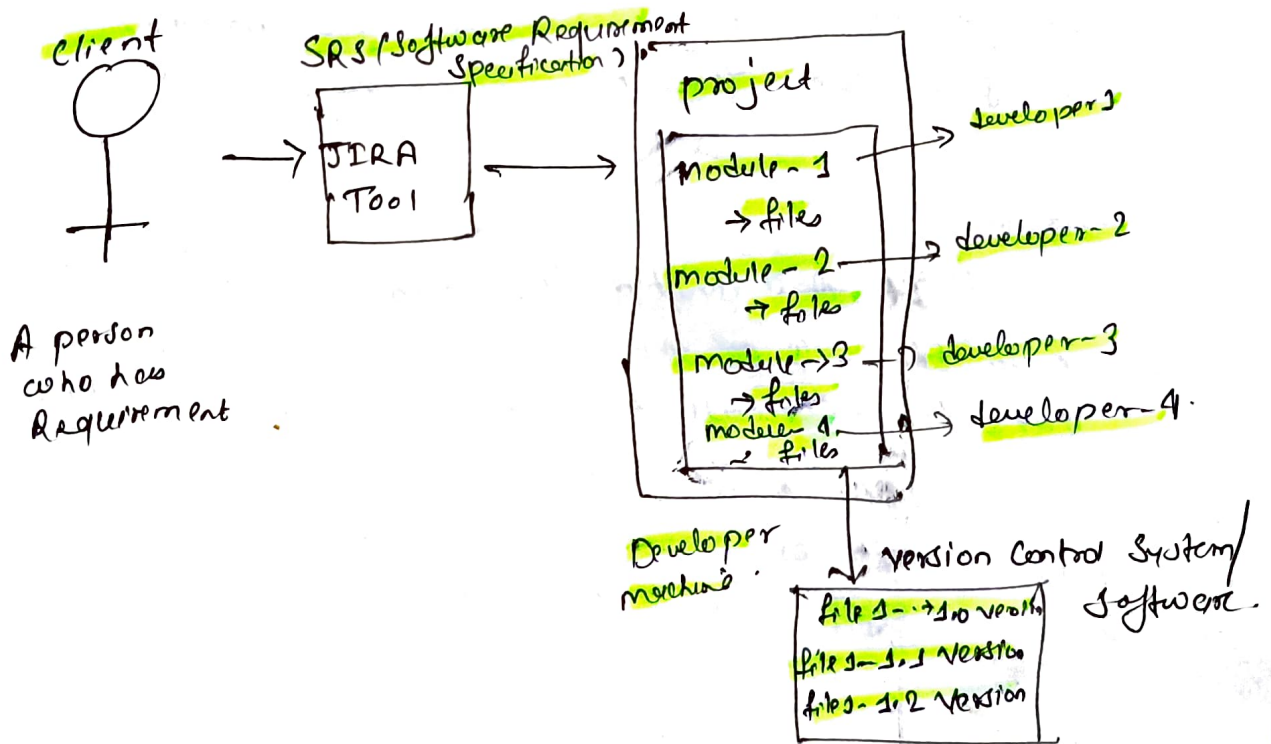 client
SRS (Software Requirement
Specification)
JIRA
TOOl
A person
who has
Requirement
project
module - 1
→ files
module - 2
→ files
module → 3
→ files
module - 4
→ files
developer 1
developer - 2
developer - 3
developer - 4.
Developer
machine.
version Control System/
Software.
file 1 - → 1.0 version
file 1 - 1.1 version
file 1 - 1.2 version